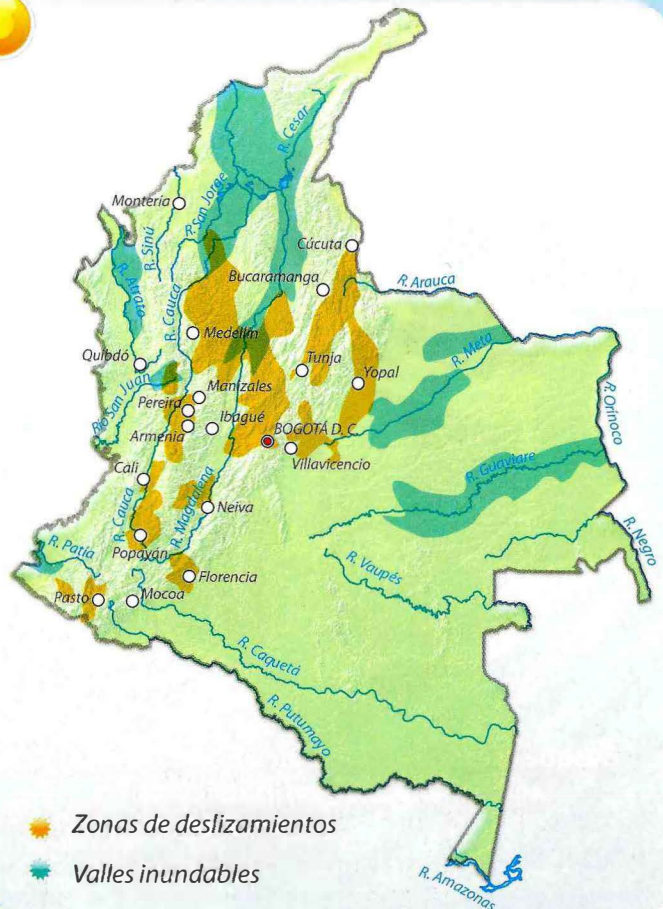 R. Cesar
Montería
R. San Jorge
R. Sinú
Cúcuta
Bucaramanga
R. Arauca
R. Atrato
R. Cauca
Medellín
R. Meta
Quibdó
Tunja
Yopal
Río San Juan
Manizales
Pereira
R. Orinoco
Ibagué
Armenia
BOGOTÁ D. C.
Villavicencio
Cali
R. Guaviare
R. Magdalena
R. Cauca
Neiva
R. Negro
R. Patía
Popayán
R. Vaupés
Florencia
Pasto
Mocoa
R. Caquetá
R. Putumayo
Zonas de deslizamientos
Valles inundables
R. Amazonas